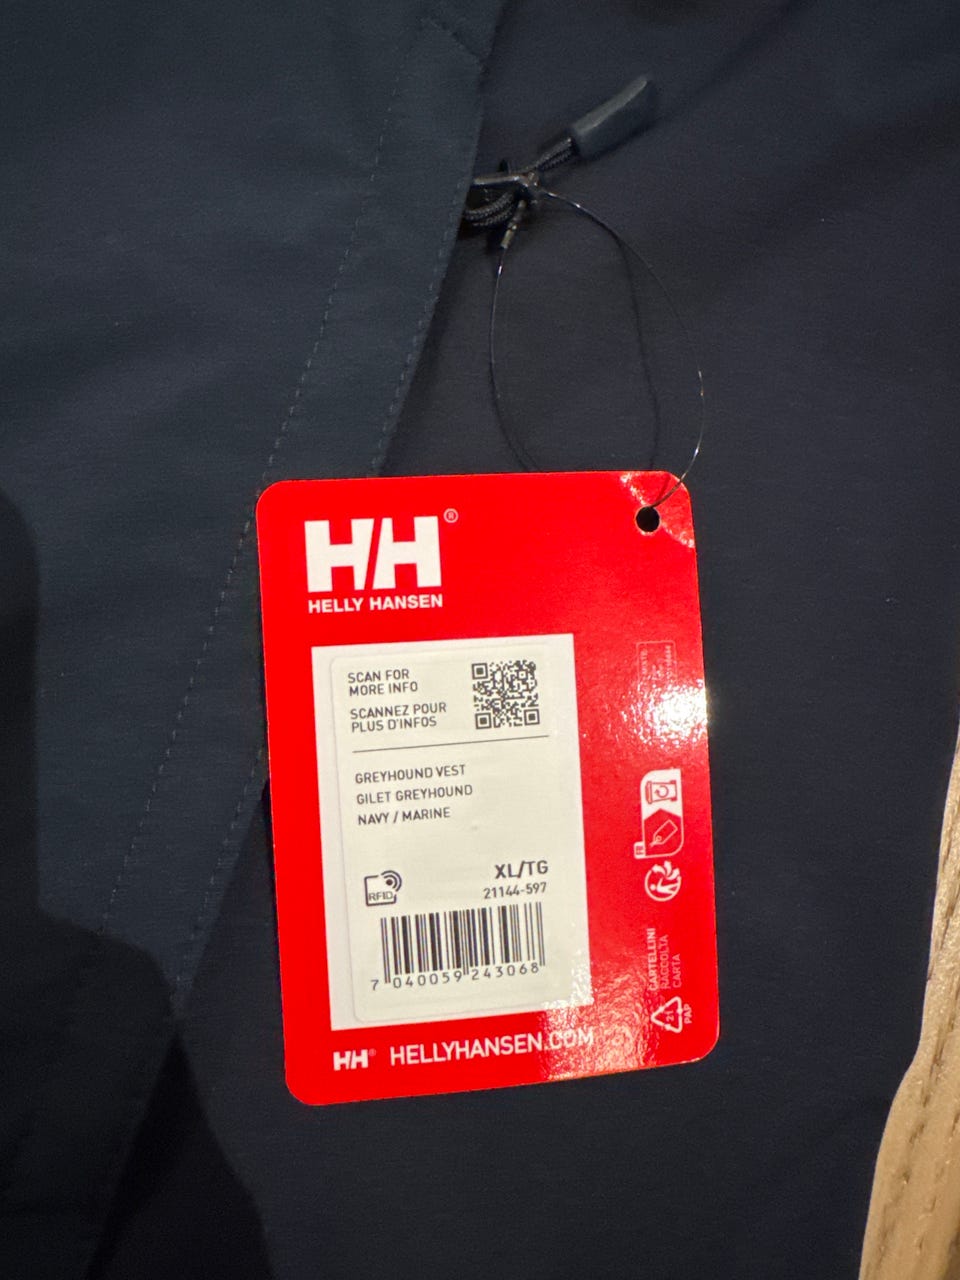 HH®
HELLY HANSEN
SCAN FOR
MORE INFO
SCANNEZ POUR
PLUS D'INFOS
GREYHOUND VEST
GILET GREYHOUND
NAVY / MARINE
RFID
XL/TG
21144-597
7 040059 243068
HH® HELLYHANSEN.COM
FR
CARTELLINI
RACCOLTA
CARTA
21
PAP